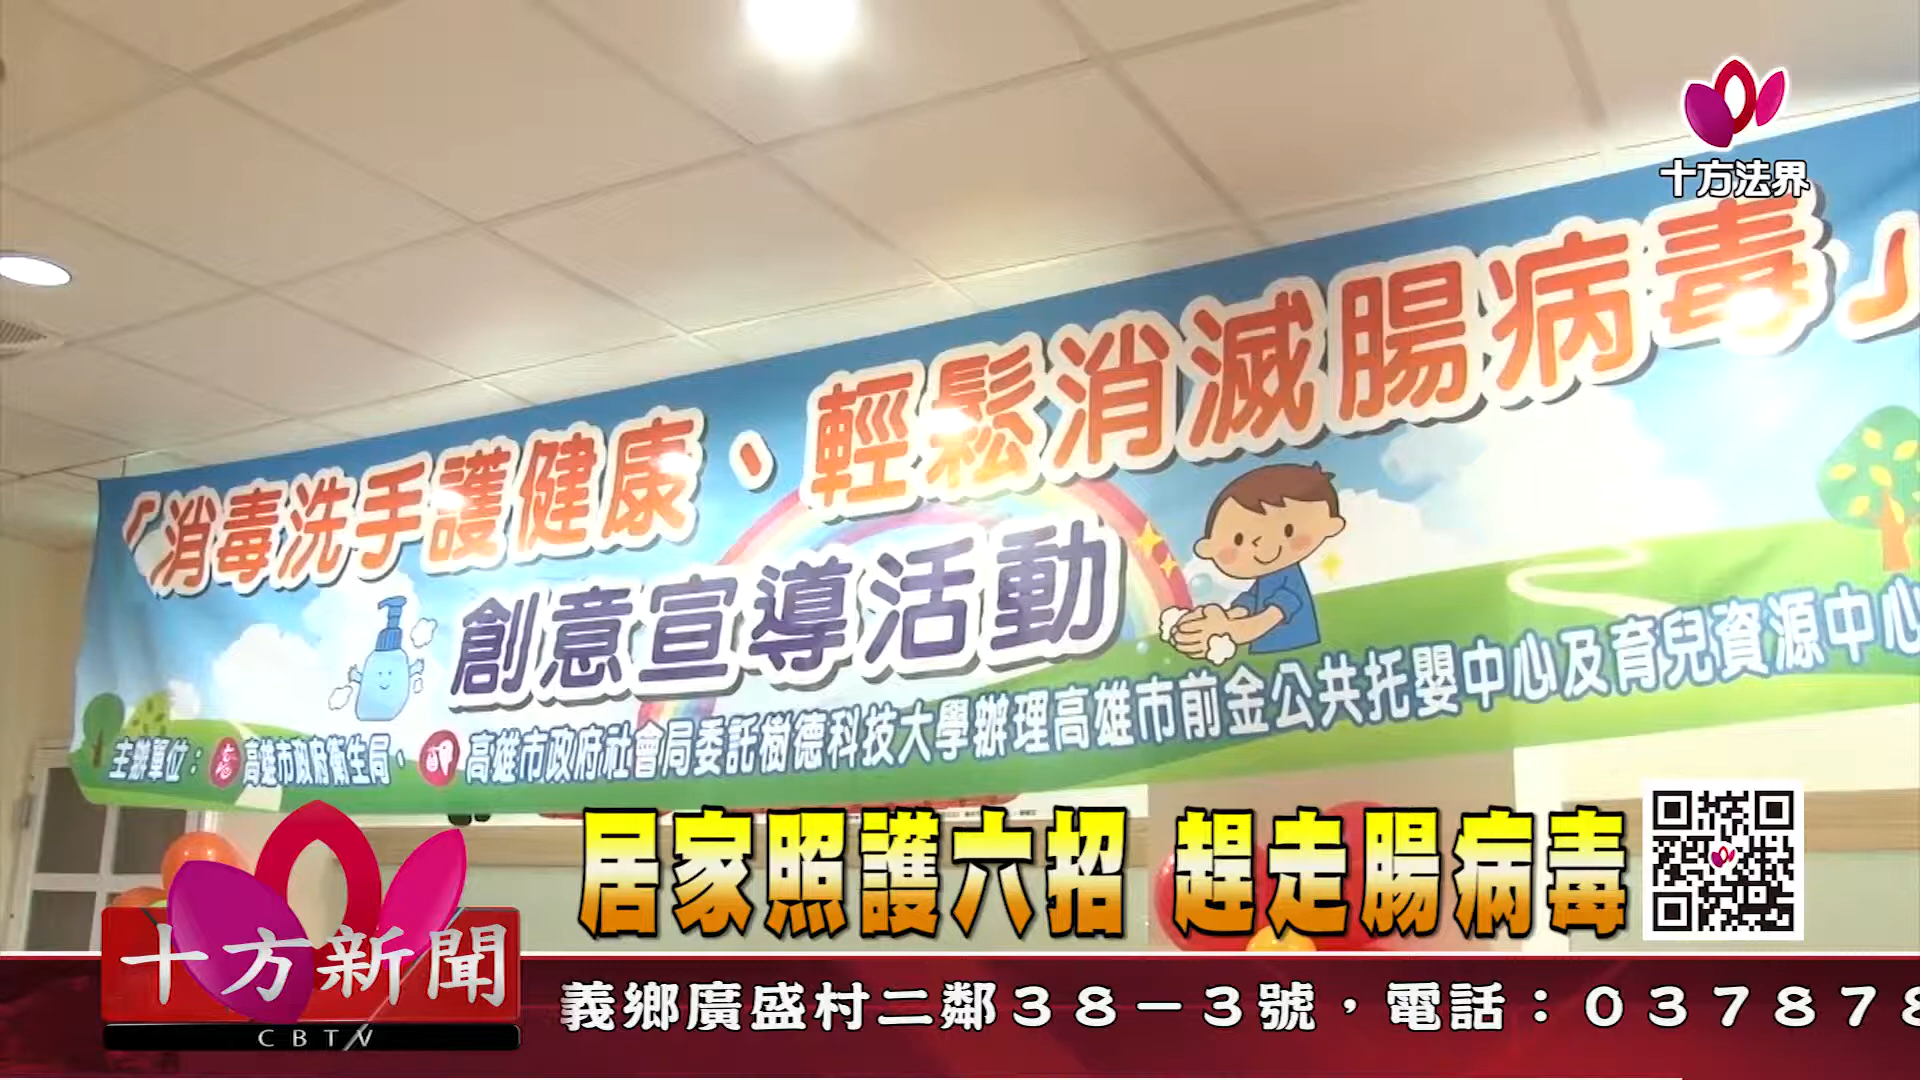 十方法界
「消毒洗手護健康、輕鬆消滅腸病毒」
創意宣導活動
主辦單位：高雄市政府衛生局、高雄市政府社會局委託樹德科技大學辦理高雄市前金公共托嬰中心及育兒資源中心
居家照護六招 趕走腸病毒
十方新聞
CBTV
義鄉廣盛村二鄰３８－３號，電話：０３７８７８